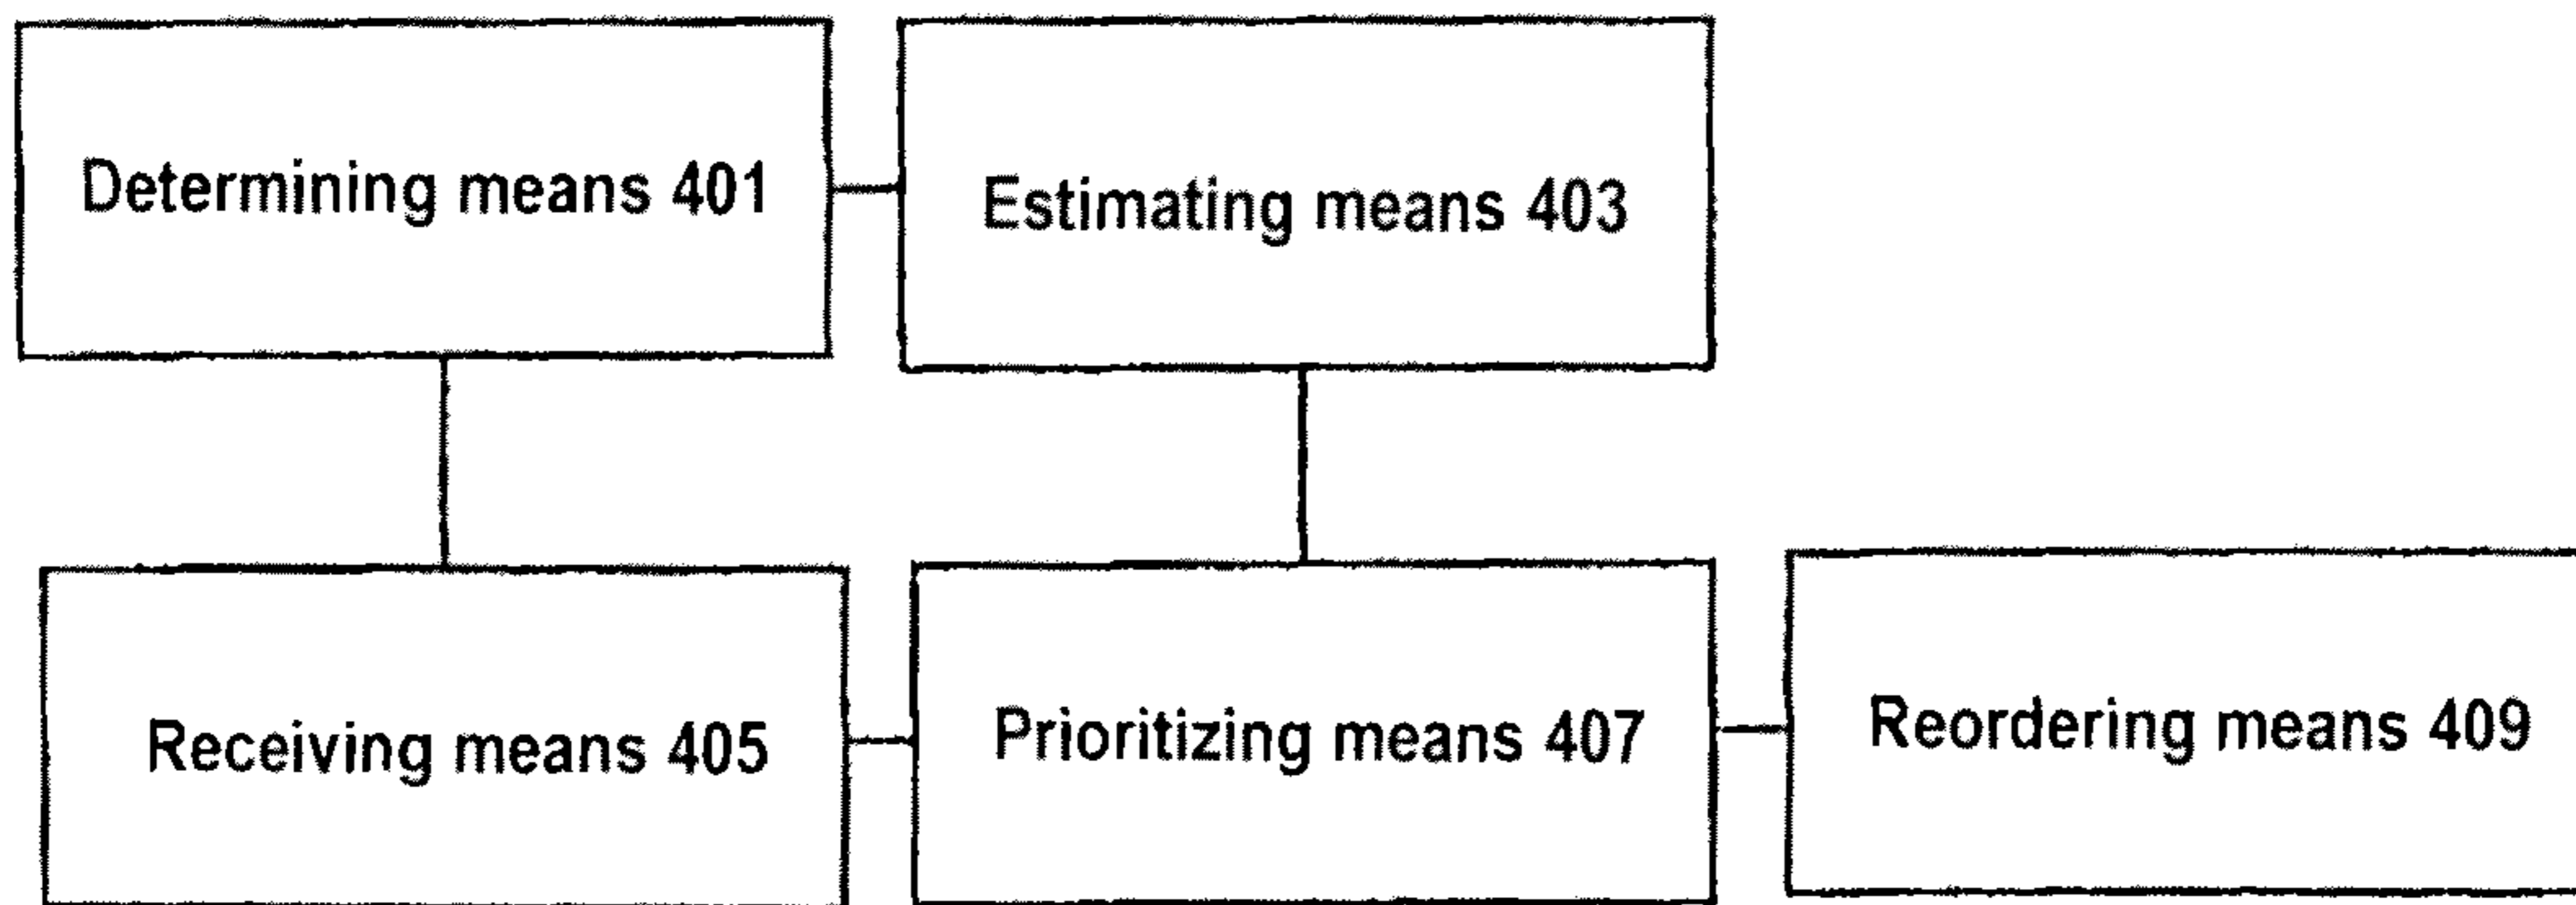 Determining means 401
Estimating means 403
Receiving means 405
Prioritizing means 407
Reordering means 409